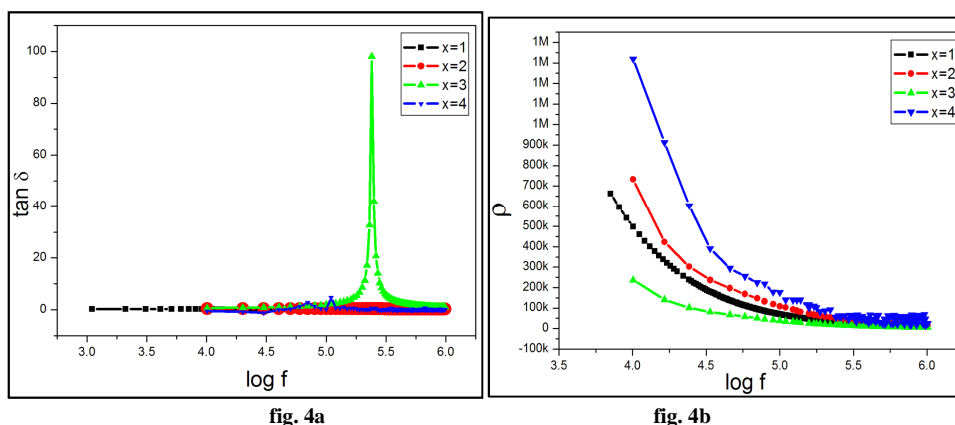 tan δ
100
80
60
40
20
0
3.0 3.5 4.0 4.5 5.0 5.5 6.0
log f
x=1
x=2
x=3
x=4
fig. 4a
ρ
1M
1M
1M
1M
1M
900k
800k
700k
600k
500k
400k
300k
200k
100k
0
-100k
3.5 4.0 4.5 5.0 5.5 6.0
log f
x=1
x=2
x=3
x=4
fig. 4b